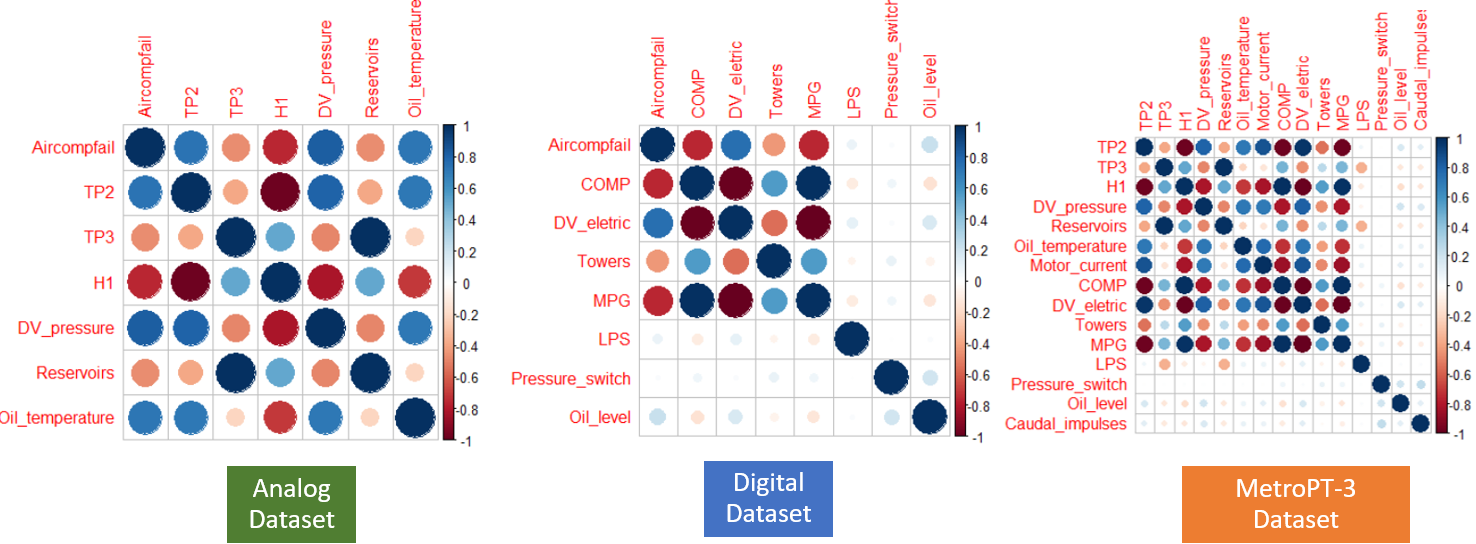 Aircompfail
TP2
TP3
H1
DV_pressure
Reservoirs
Oil_temperature
Aircompfail
TP2
TP3
H1
DV_pressure
Reservoirs
Oil_temperature
1
0.8
0.6
0.4
0.2
0
-0.2
-0.4
-0.6
-0.8
-1
Analog
Dataset
Aircompfail
COMP
DV_eletric
Towers
MPG
LPS
Pressure_switch
Oil_level
Aircompfail
COMP
DV_eletric
Towers
MPG
LPS
Pressure_switch
Oil_level
1
0.8
0.6
0.4
0.2
0
-0.2
-0.4
-0.6
-0.8
-1
Digital
Dataset
TP2
TP3
H1
DV_pressure
Reservoirs
Oil_temperature
Motor_current
COMP
DV_eletric
Towers
MPG
LPS
Pressure_switch
Oil_level
Caudal_impulses
TP2
TP3
H1
DV_pressure
Reservoirs
Oil_temperature
Motor_current
COMP
DV_eletric
Towers
MPG
LPS
Pressure_switch
Oil_level
Caudal_impulses
1
0.8
0.6
0.4
0.2
0
-0.2
-0.4
-0.6
-0.8
-1
MetroPT-3
Dataset